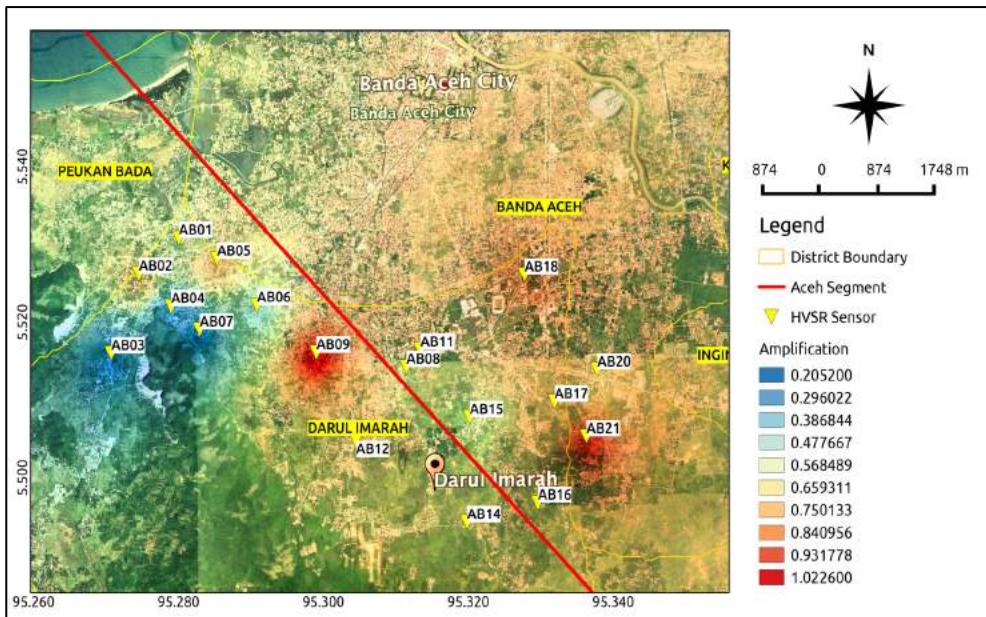 Banda Aceh City
Banda Aceh City
PEUKAN BADA
BANDA ACEH
K
AB01
AB05
AB02
AB18
AB04
AB06
AB07
AB03
AB09
AB11
AB08
AB20
INGIN
AB17
AB15
AB21
DARUL IMARAH
AB12
Darul Imarah
AB16
AB14
5.540
5.520
5.500
95.260
95.280
95.300
95.320
95.340
N
874 0 874 1748 m
Legend
District Boundary
Aceh Segment
HVSR Sensor
Amplification
0.205200
0.296022
0.386844
0.477667
0.568489
0.659311
0.750133
0.840956
0.931778
1.022600